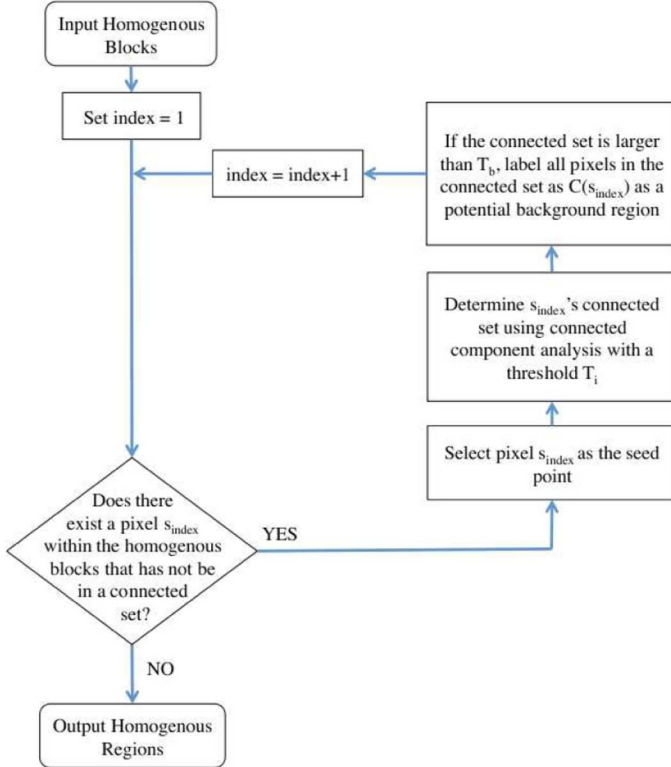 Input Homogenous
Blocks
Set index = 1
index = index+1
If the connected set is larger
than Tb, label all pixels in the
connected set as C(sindex) as a
potential background region
Determine sindex's connected
set using connected
component analysis with a
threshold Ti
Select pixel sindex as the seed
point
Does there
exist a pixel sindex
within the homogenous
blocks that has not be
in a connected
set?
YES
NO
Output Homogenous
Regions